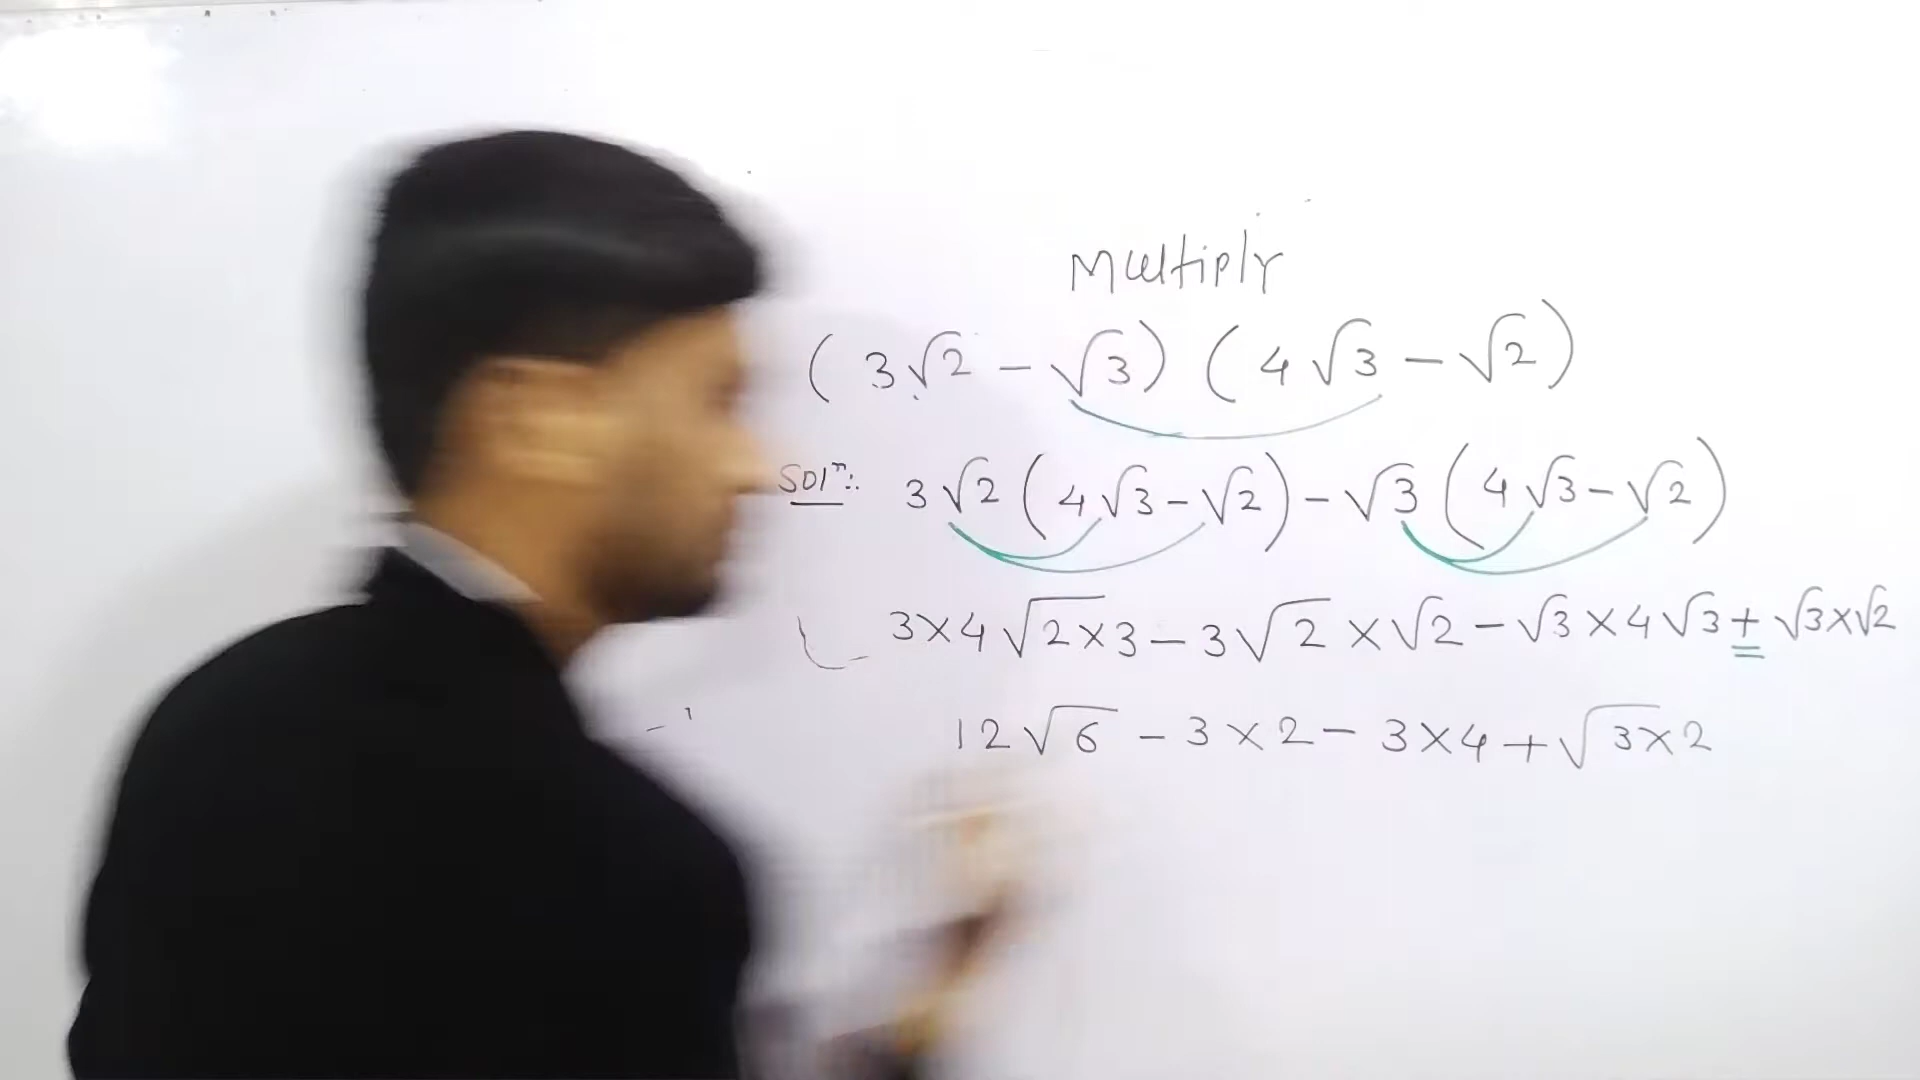 Multiply
(3√2 - √3) (4√3 - √2)
Solⁿ: 3√2(4√3-√2) - √3(4√3-√2)
3×4√2×3 - 3√2 × √2 - √3×4√3 + √3×√2
12√6 - 3×2 - 3×4 + √3×2